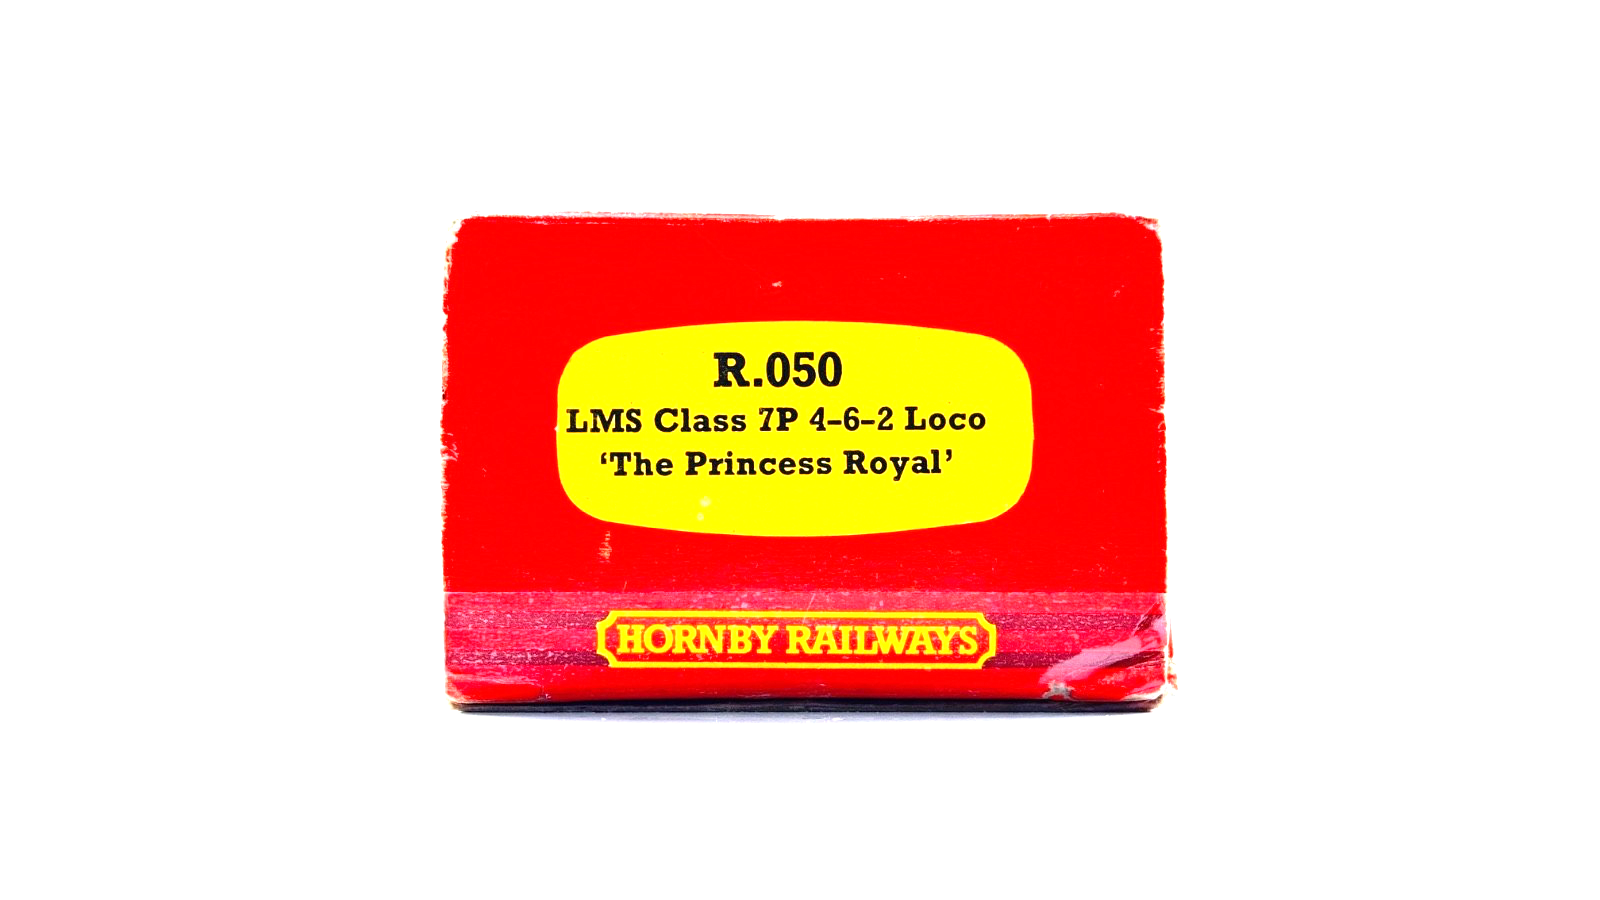 R.050
LMS Class 7P 4-6-2 Loco
‘The Princess Royal’
HORNBY RAILWAYS